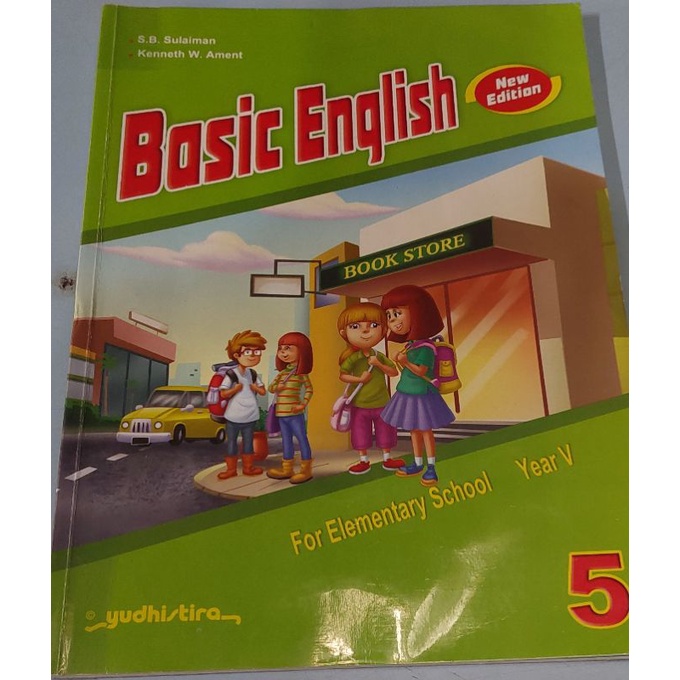 S.B. Sulaiman
Kenneth W. Ament
Basic English
New
Edition
BOOK STORE
For Elementary School Year V
5
© yudhistira